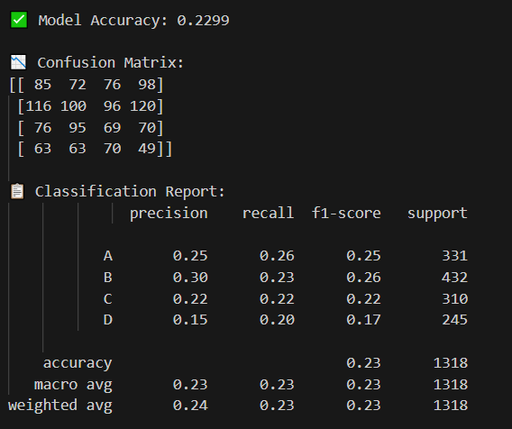 ✅ Model Accuracy: 0.2299
📉 Confusion Matrix:
[[ 85  72  76  98]
 [116 100  96 120]
 [ 76  95  69  70]
 [ 63  63  70  49]]
📋 Classification Report:
              precision    recall  f1-score   support
           A       0.25      0.26      0.25       331
           B       0.30      0.23      0.26       432
           C       0.22      0.22      0.22       310
           D       0.15      0.20      0.17       245
    accuracy                           0.23      1318
   macro avg       0.23      0.23      0.23      1318
weighted avg       0.24      0.23      0.23      1318